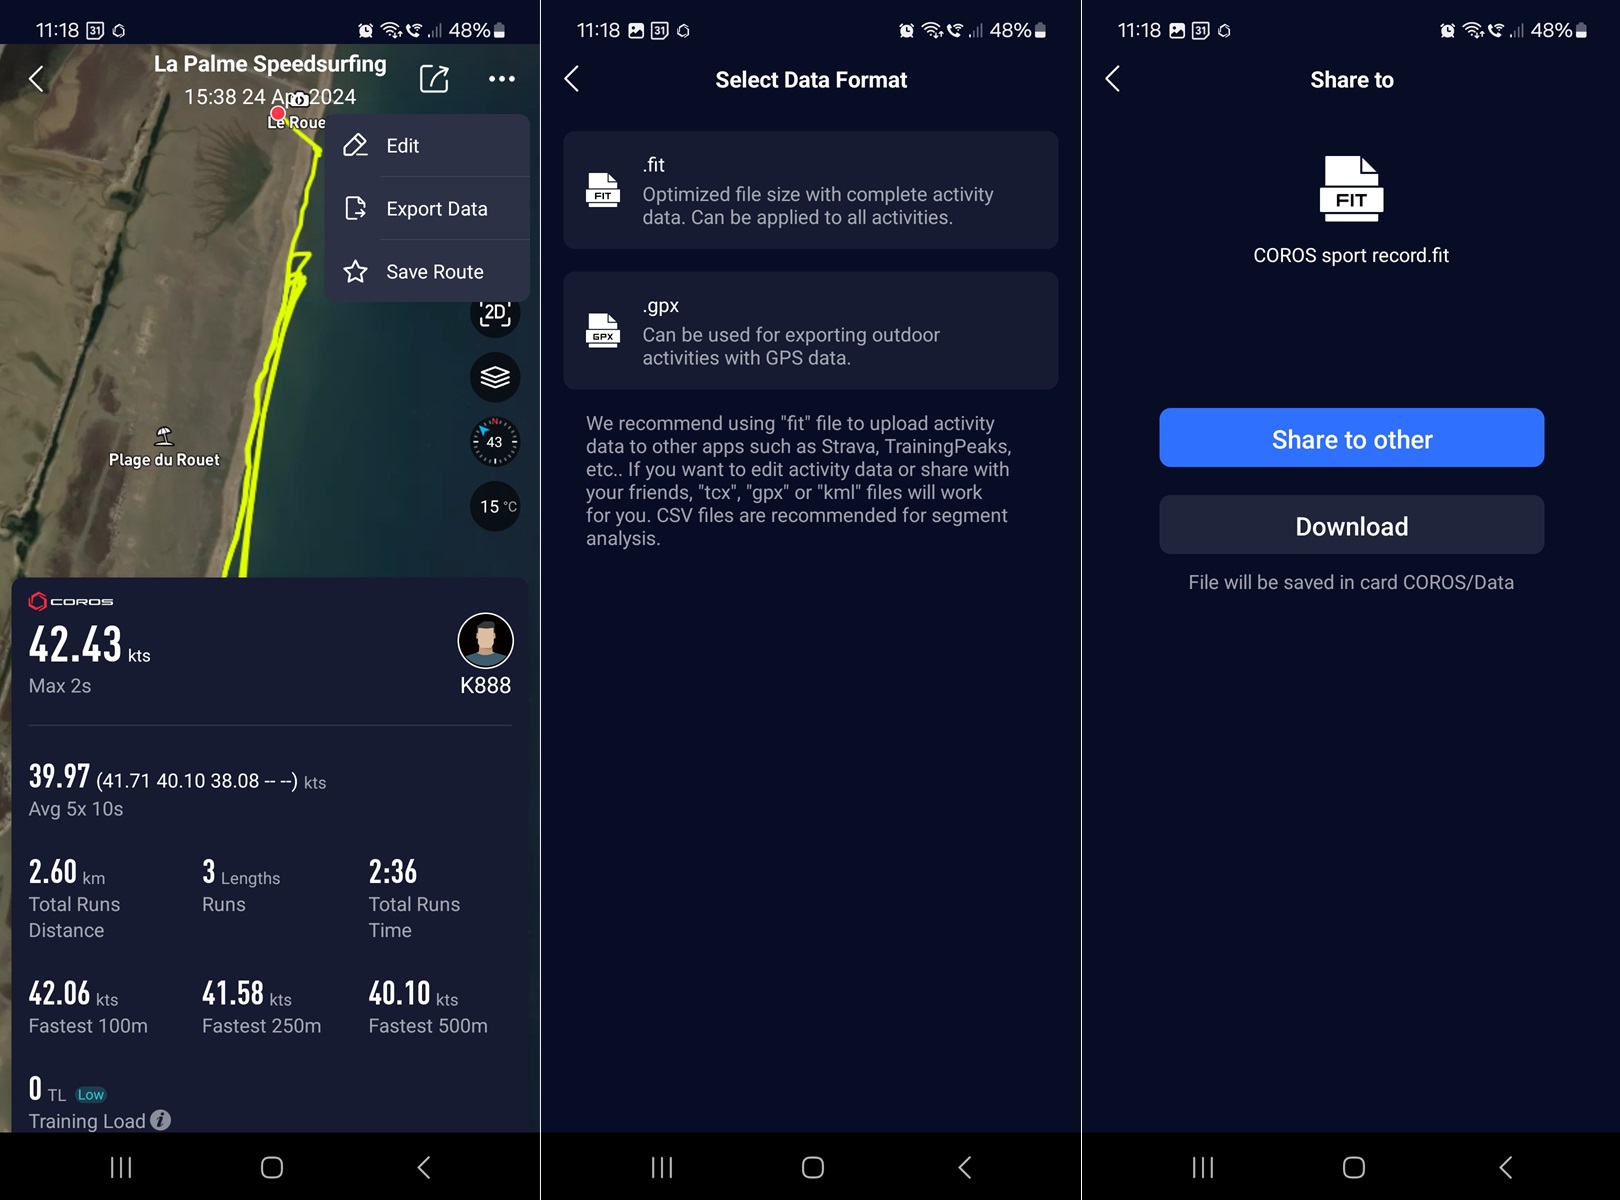 11:18 31
48%
La Palme Speedsurfing
15:38 24 Ap 2024
Le Roue
Edit
Export Data
Save Route
2D
N
43
15 °C
Plage du Rouet
COROS
42.43 kts
Max 2s
K888
39.97 (41.71 40.10 38.08 -- --) kts
Avg 5x 10s
2.60 km
Total Runs
Distance
3 Lengths
Runs
2:36
Total Runs
Time
42.06 kts
Fastest 100m
41.58 kts
Fastest 250m
40.10 kts
Fastest 500m
0 TL Low
Training Load i
11:18 31
48%
Select Data Format
FIT
.fit
Optimized file size with complete activity
data. Can be applied to all activities.
GPX
.gpx
Can be used for exporting outdoor
activities with GPS data.
We recommend using "fit" file to upload activity
data to other apps such as Strava, TrainingPeaks,
etc.. If you want to edit activity data or share with
your friends, "tcx", "gpx" or "kml" files will work
for you. CSV files are recommended for segment
analysis.
11:18 31
48%
Share to
FIT
COROS sport record.fit
Share to other
Download
File will be saved in card COROS/Data